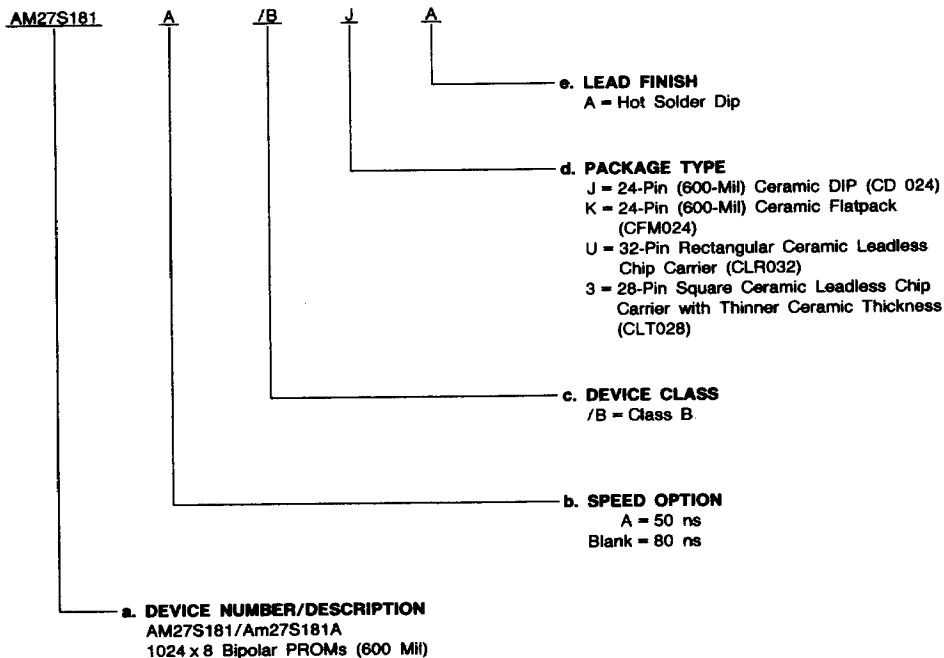 AM27S181 A /B J A
e. LEAD FINISH
A = Hot Solder Dip
d. PACKAGE TYPE
J = 24-Pin (600-Mil) Ceramic DIP (CD 024)
K = 24-Pin (600-Mil) Ceramic Flatpack
(CFM024)
U = 32-Pin Rectangular Ceramic Leadless
Chip Carrier (CLR032)
3 = 28-Pin Square Ceramic Leadless Chip
Carrier with Thinner Ceramic Thickness
(CLT028)
c. DEVICE CLASS
/B = Class B
b. SPEED OPTION
A = 50 ns
Blank = 80 ns
a. DEVICE NUMBER/DESCRIPTION
AM27S181/Am27S181A
1024 x 8 Bipolar PROMs (600 Mil)